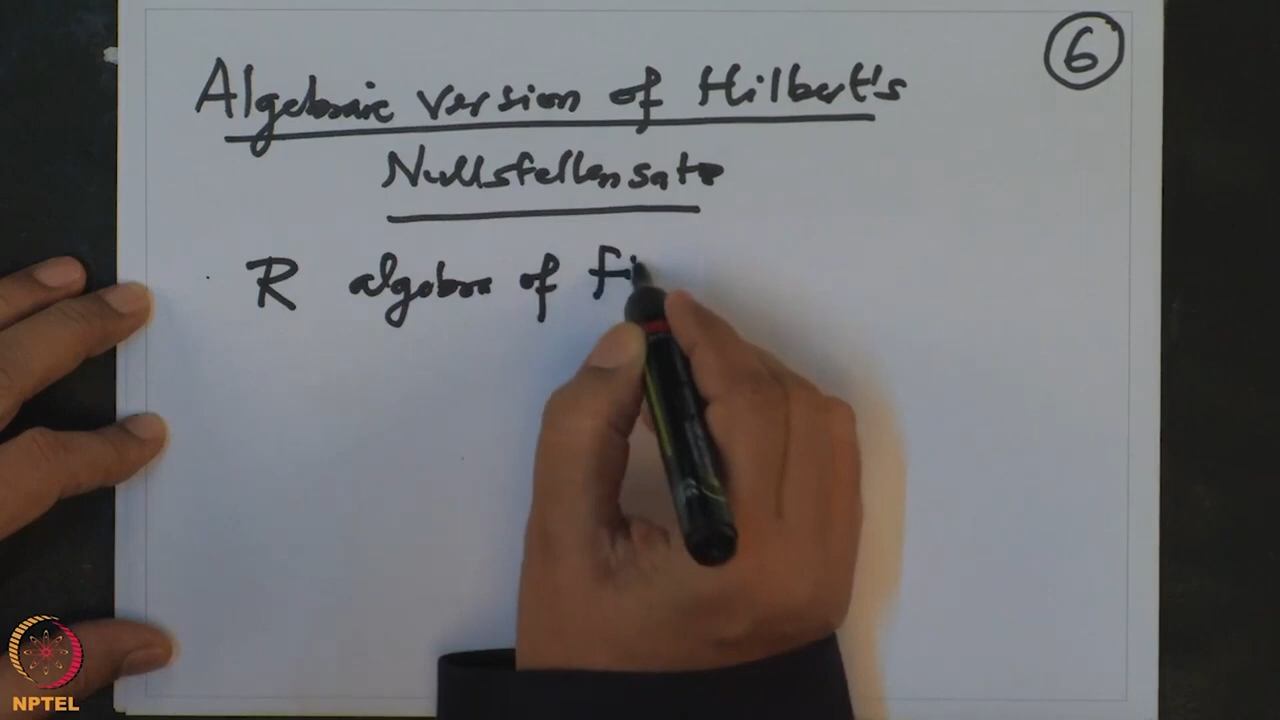 6
Algebraic version of Hilbert's
Nullstellensatz
R algebra of fi
NPTEL